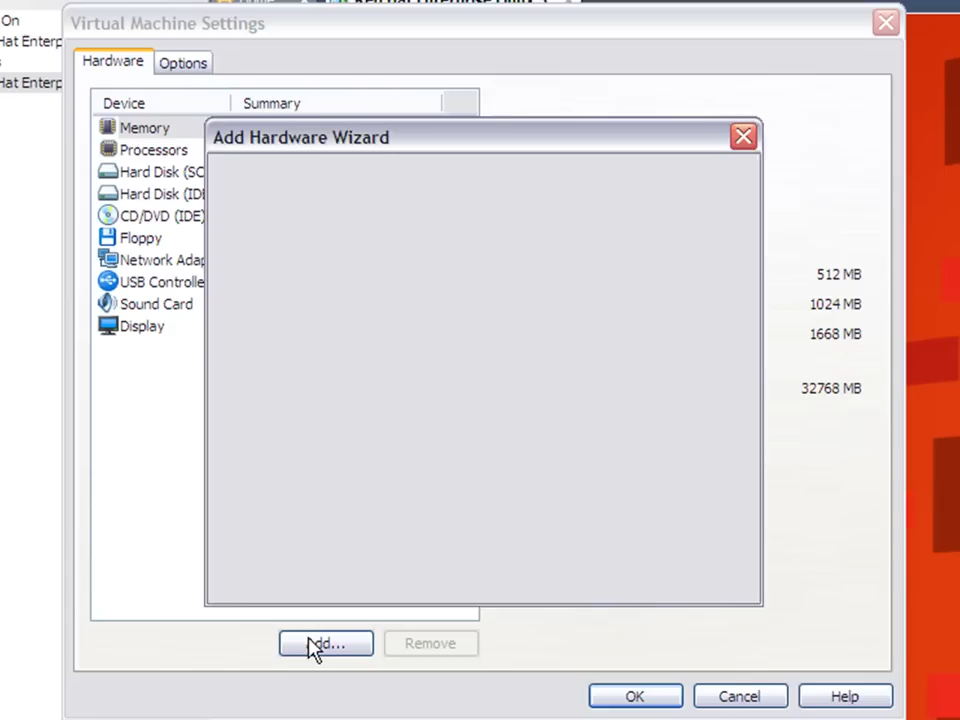 On
Virtual Machine Settings
Hat Enterp
Hardware
Options
s
Hat Enterp
Device
Summary
Memory
Add Hardware Wizard
Processors
Hard Disk (SC
Hard Disk (IDE
CD/DVD (IDE)
Floppy
Network Adap
USB Controlle
512 MB
Sound Card
1024 MB
Display
1668 MB
32768 MB
Add...
Remove
OK
Cancel
Help